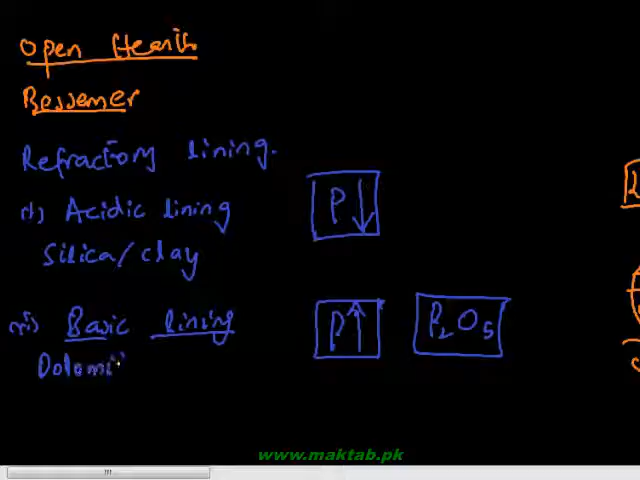 Open Hearth
Bessemer
Refractory lining.
i) Acidic lining
P↓
Silica/clay
ii) Basic lining
P↑
P₂O₅
Dolomi
www.maktab.pk